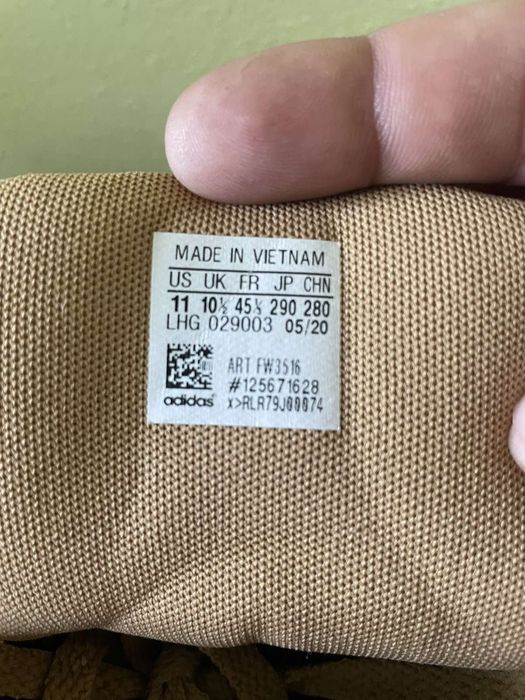 MADE IN VIETNAM
US UK FR JP CHN
11 10½ 45⅓ 290 280
LHG 029003 05/20
ART FW3516
#125671628
adidas x>RLR79J00074